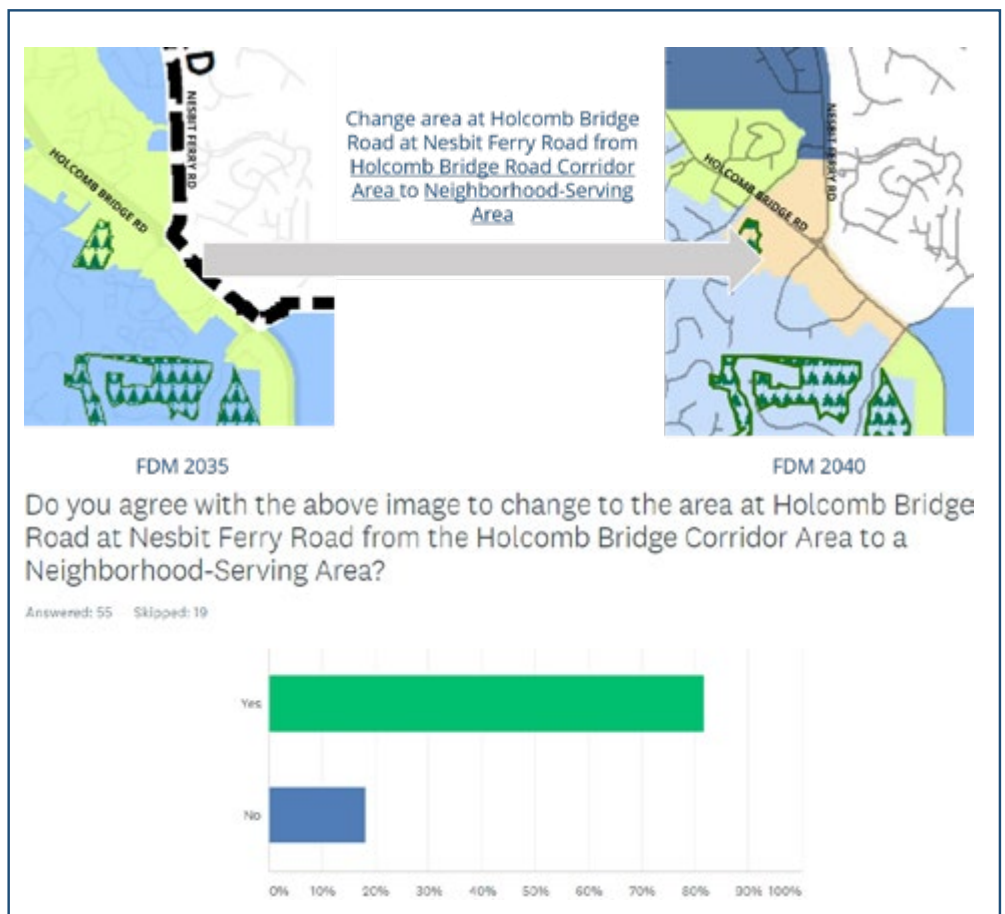 D
NESBIT FERRY RD
HOLCOMB BRIDGE RD
Change area at Holcomb Bridge
Road at Nesbit Ferry Road from
Holcomb Bridge Road Corridor
Area to Neighborhood-Serving
Area
NESBIT FERRY RD
HOLCOMB BRIDGE RD
FDM 2035
FDM 2040
Do you agree with the above image to change to the area at Holcomb Bridge
Road at Nesbit Ferry Road from the Holcomb Bridge Corridor Area to a
Neighborhood-Serving Area?
Answered: 55 Skipped: 19
Yes
No
0% 10% 20% 30% 40% 50% 60% 70% 80% 90% 100%